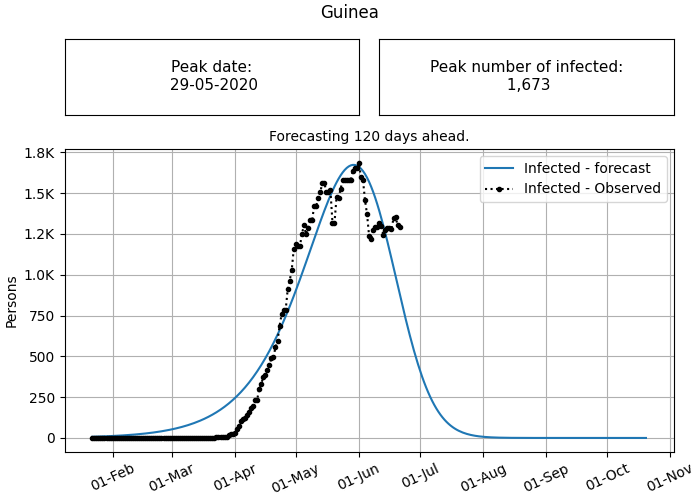 Guinea
Peak date:
29-05-2020
Peak number of infected:
1,673
Forecasting 120 days ahead.
1.8K
1.5K
1.2K
1.0K
750
500
250
0
Persons
Infected - forecast
Infected - Observed
01-Feb
01-Mar
01-Apr
01-May
01-Jun
01-Jul
01-Aug
01-Sep
01-Oct
01-Nov